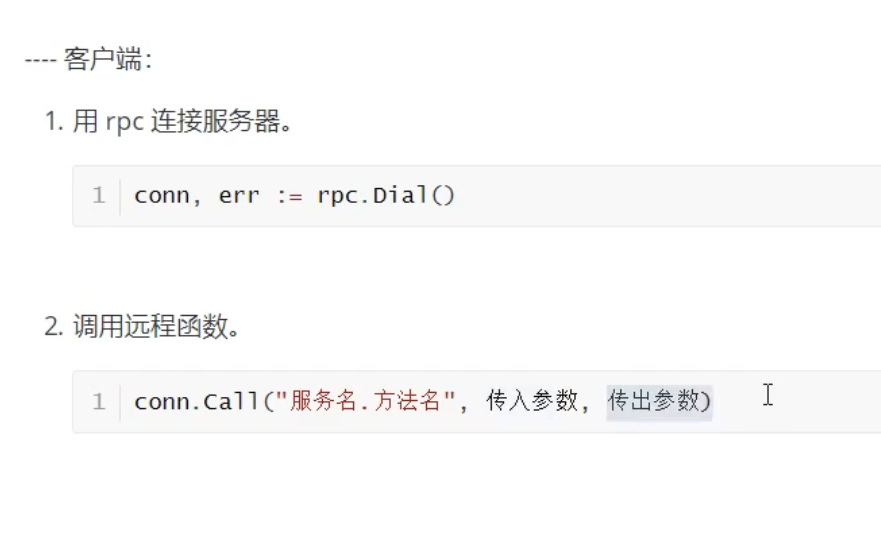 ---- 客户端：
1. 用 rpc 连接服务器。
1 conn, err := rpc.Dial()
2. 调用远程函数。
1 conn.Call("服务名.方法名", 传入参数, 传出参数)